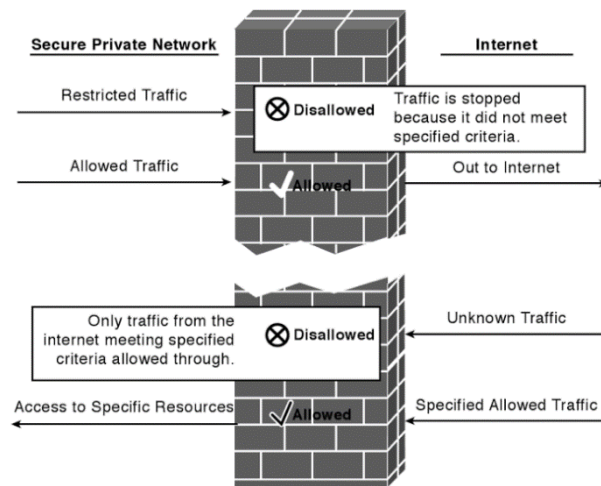 Secure Private Network
Internet
Restricted Traffic
Disallowed
Traffic is stopped
because it did not meet
specified criteria.
Allowed Traffic
Allowed
Out to Internet
Only traffic from the
internet meeting specified
criteria allowed through.
Disallowed
Unknown Traffic
Access to Specific Resources
Allowed
Specified Allowed Traffic